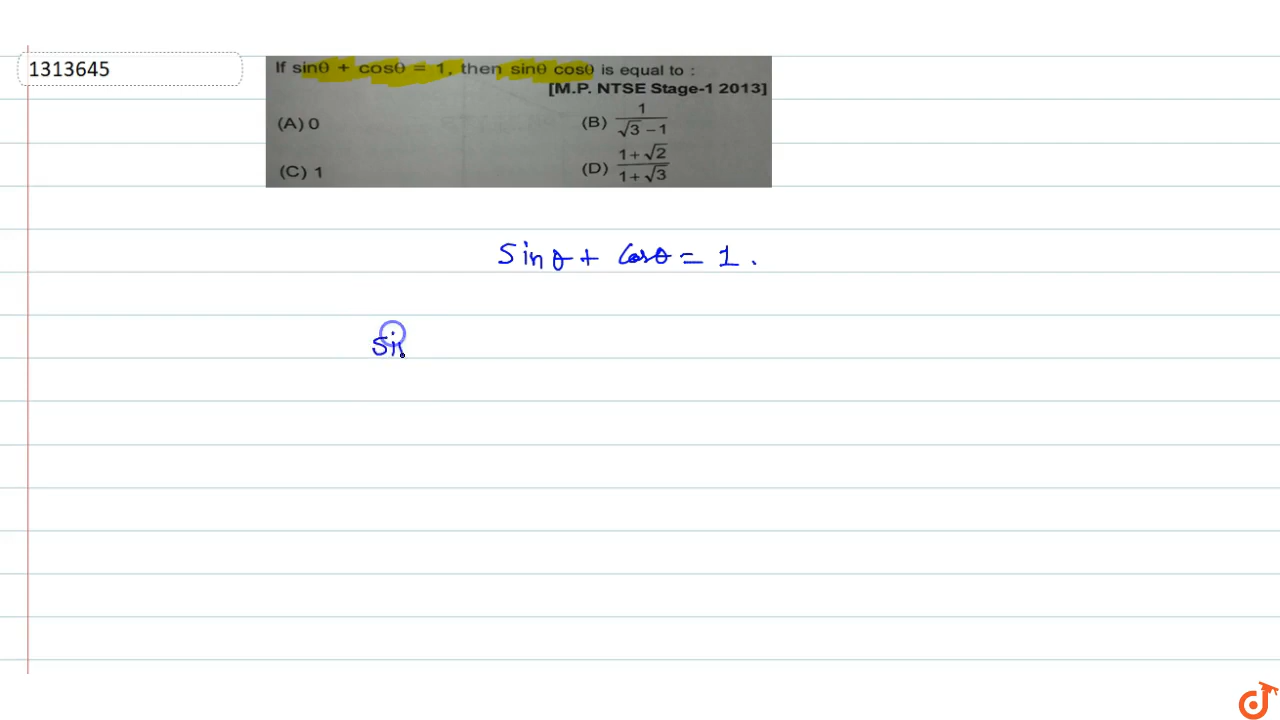 1313645
If sinθ + cosθ = 1, then sinθ cosθ is equal to :
[M.P. NTSE Stage-1 2013]
(A) 0 (B) 1/(√3 − 1)
(C) 1 (D) (1+√2)/(1+√3)
Sinθ + Cosθ = 1 .
Sin